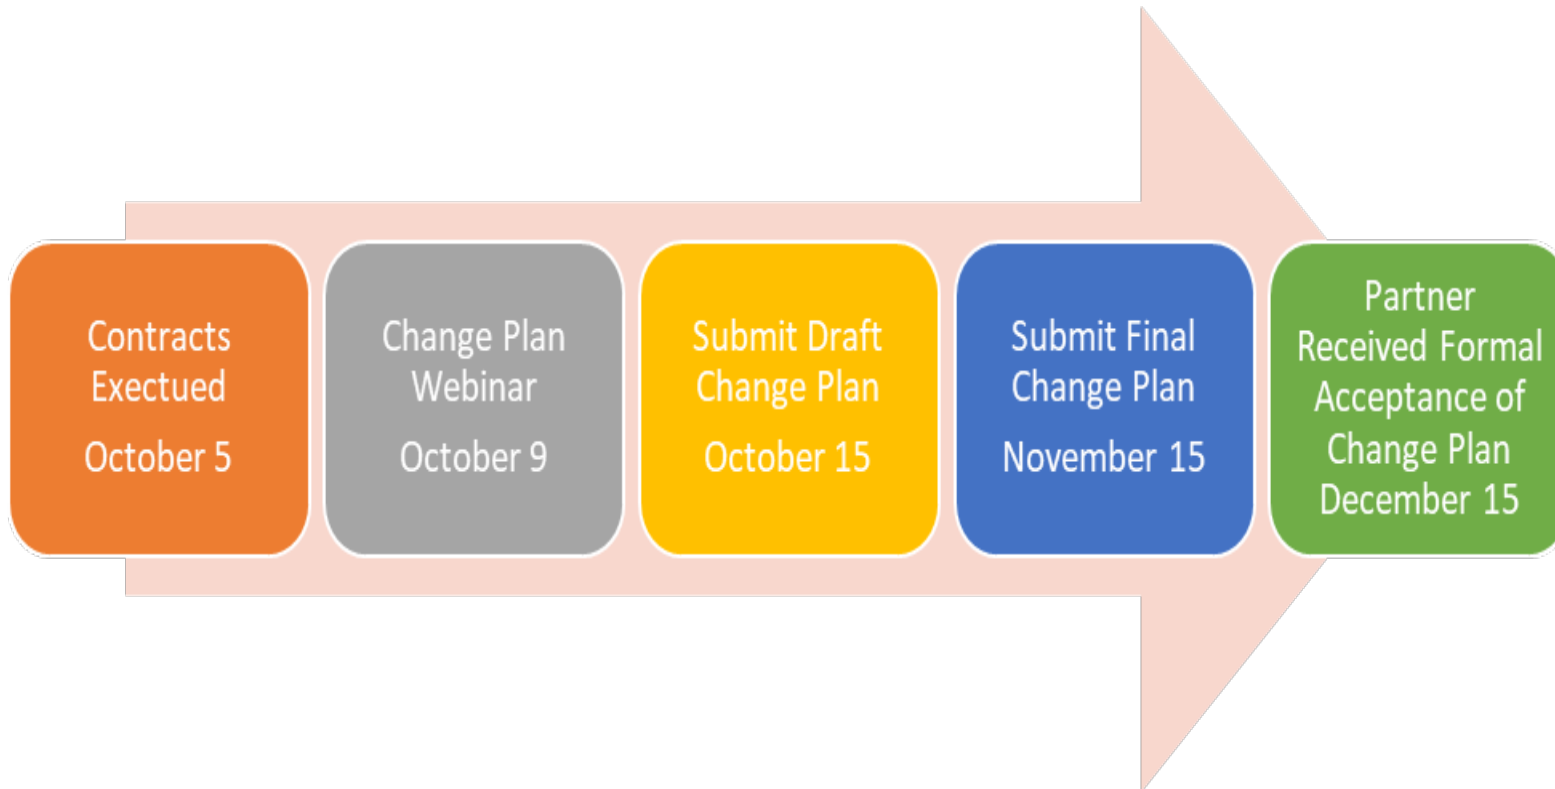 Contracts
Exectued
October 5
Change Plan
Webinar
October 9
Submit Draft
Change Plan
October 15
Submit Final
Change Plan
November 15
Partner
Received Formal
Acceptance of
Change Plan
December 15